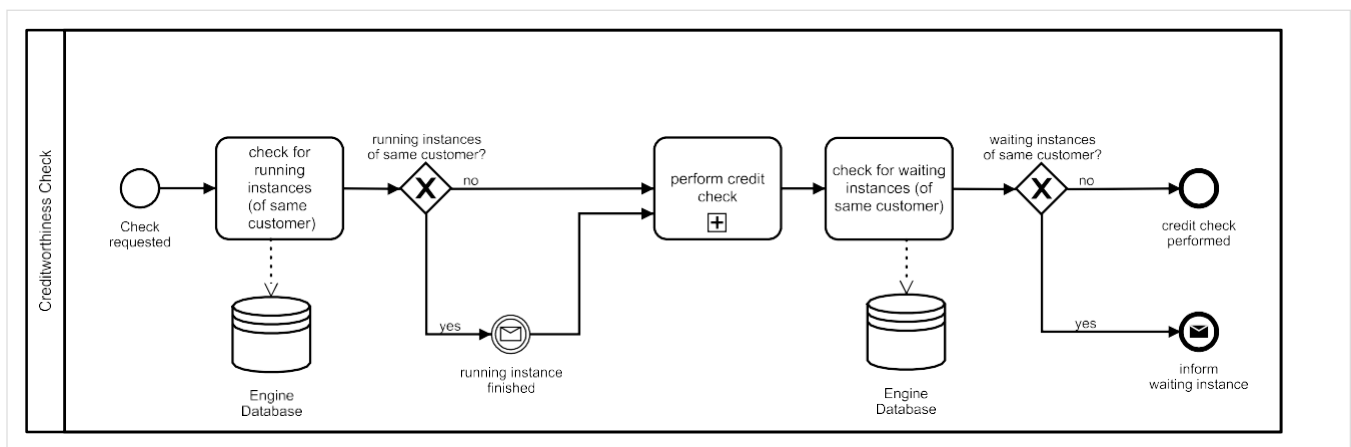 Creditworthiness Check
Check
requested
check for
running
instances
(of same
customer)
Engine
Database
running instances
of same customer?
no
yes
running instance
finished
perform credit
check
check for waiting
instances (of
same customer)
Engine
Database
waiting instances
of same customer?
no
yes
credit check
performed
inform
waiting instance